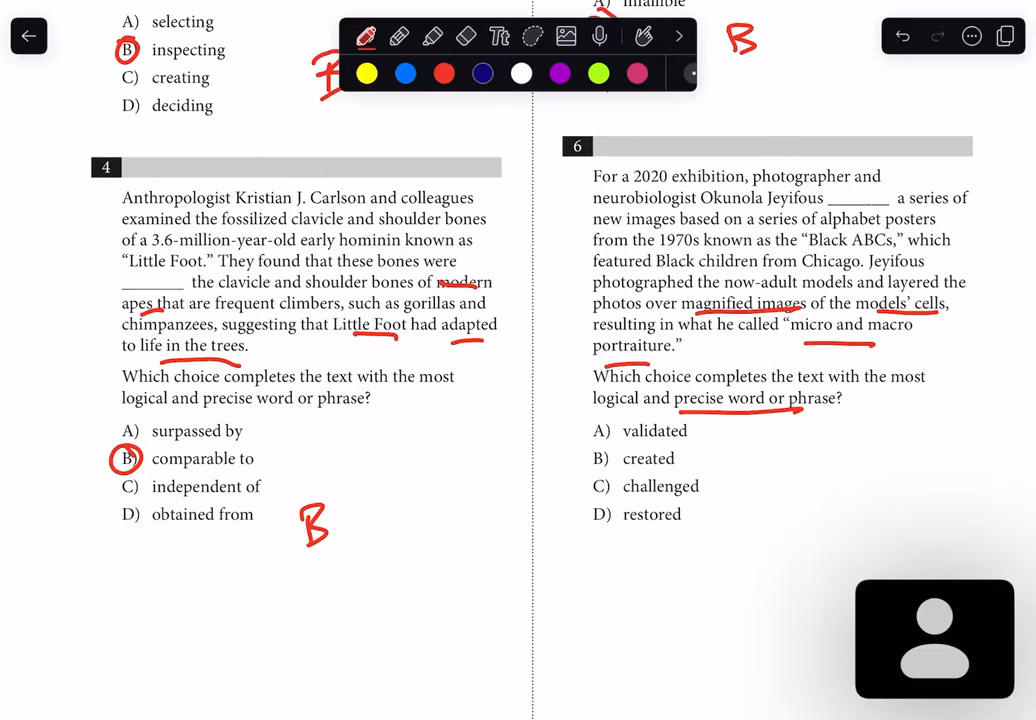 A) selecting
B) inspecting
C) creating
D) deciding
B
4
Anthropologist Kristian J. Carlson and colleagues
examined the fossilized clavicle and shoulder bones
of a 3.6-million-year-old early hominin known as
“Little Foot.” They found that these bones were
_______ the clavicle and shoulder bones of modern
apes that are frequent climbers, such as gorillas and
chimpanzees, suggesting that Little Foot had adapted
to life in the trees.
Which choice completes the text with the most
logical and precise word or phrase?
A) surpassed by
B) comparable to
C) independent of
D) obtained from
B
6
For a 2020 exhibition, photographer and
neurobiologist Okunola Jeyifous _______ a series of
new images based on a series of alphabet posters
from the 1970s known as the “Black ABCs,” which
featured Black children from Chicago. Jeyifous
photographed the now-adult models and layered the
photos over magnified images of the models’ cells,
resulting in what he called “micro and macro
portraiture.”
Which choice completes the text with the most
logical and precise word or phrase?
A) validated
B) created
C) challenged
D) restored
Tt